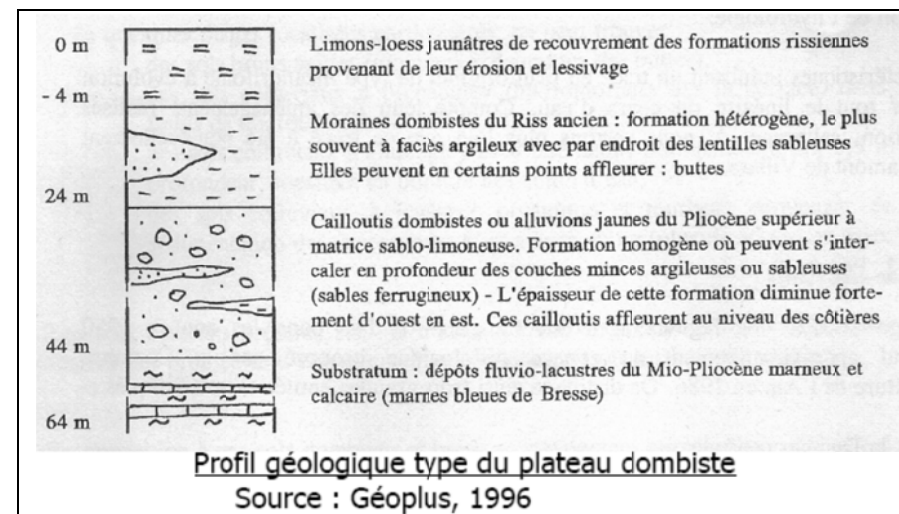 0 m
Limons-loess jaunâtres de recouvrement des formations rissiennes
provenant de leur érosion et lessivage
4 m
Moraines dombistes du Riss ancien : formation hétérogène, le plus
souvent à faciès argileux avec par endroit des lentilles sableuses
Elles peuvent en certains points affleurer : buttes
24 m
Cailloutis dombistes ou alluvions jaunes du Pliocène supérieur à
matrice sablo-limoneuse. Formation homogène où peuvent s'inter-
caler en profondeur des couches minces argileuses ou sableuses
(sables ferrugineux) - L'épaisseur de cette formation diminue forte-
ment d'ouest en est. Ces cailloutis affleurent au niveau des côtières
44 m
Substratum : dépôts fluvio-lacustres du Mio-Pliocène marneux et
calcaire (marnes bleues de Bresse)
64 m
Profil géologique type du plateau dombiste
Source : Géoplus, 1996